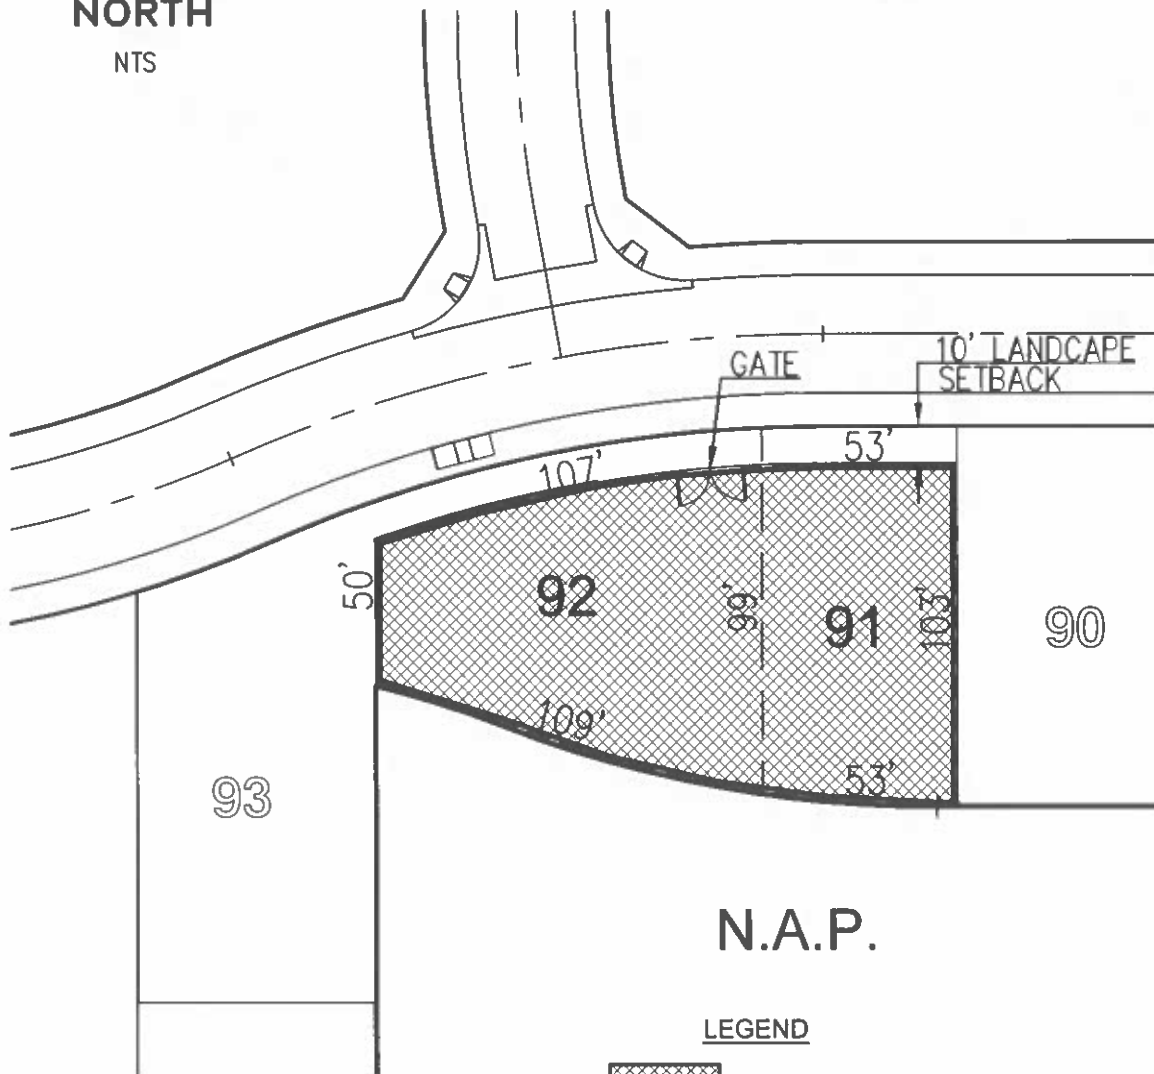 NORTH
NTS
GATE
10' LANDCAPE
SETBACK
53'
107'
50'
92
99'
91
103'
90
109'
53'
93
N.A.P.
LEGEND